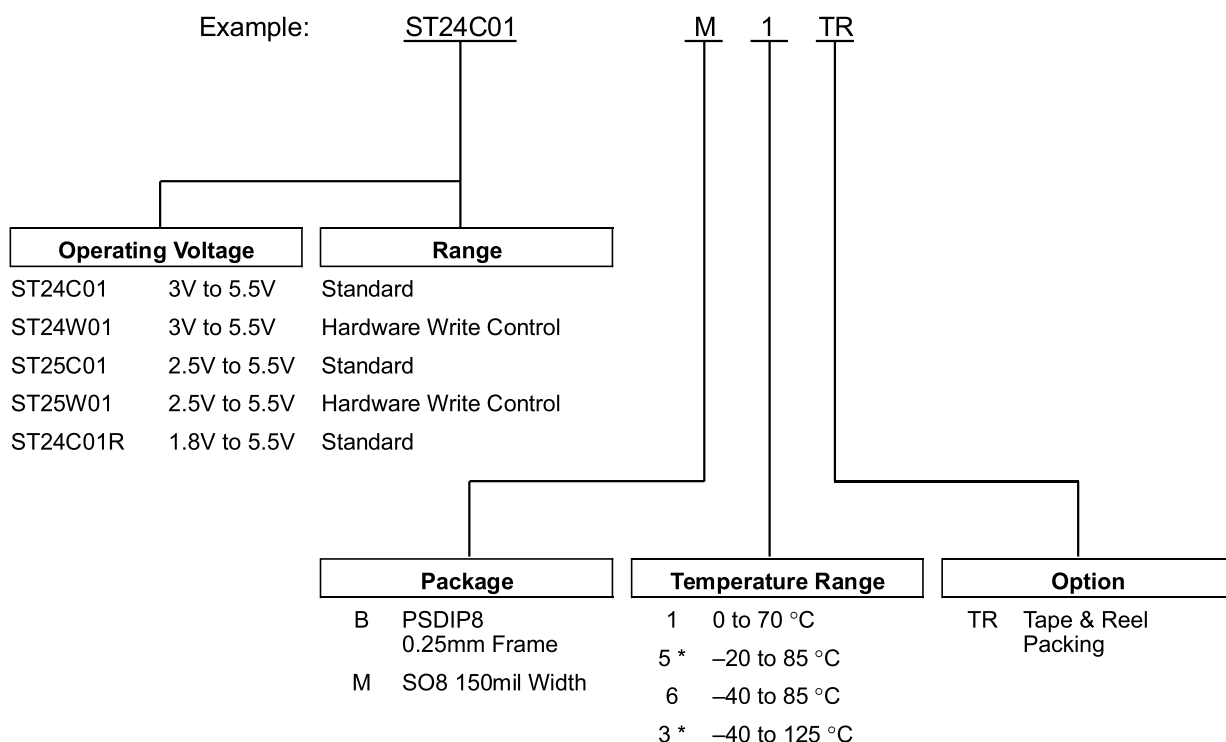 Example: ST24C01 M 1 TR
Operating Voltage Range
ST24C01 3V to 5.5V Standard
ST24W01 3V to 5.5V Hardware Write Control
ST25C01 2.5V to 5.5V Standard
ST25W01 2.5V to 5.5V Hardware Write Control
ST24C01R 1.8V to 5.5V Standard
Package Temperature Range Option
B PSDIP8 1 0 to 70 °C TR Tape & Reel
0.25mm Frame Packing
5 * –20 to 85 °C
M SO8 150mil Width 6 –40 to 85 °C
3 * –40 to 125 °C